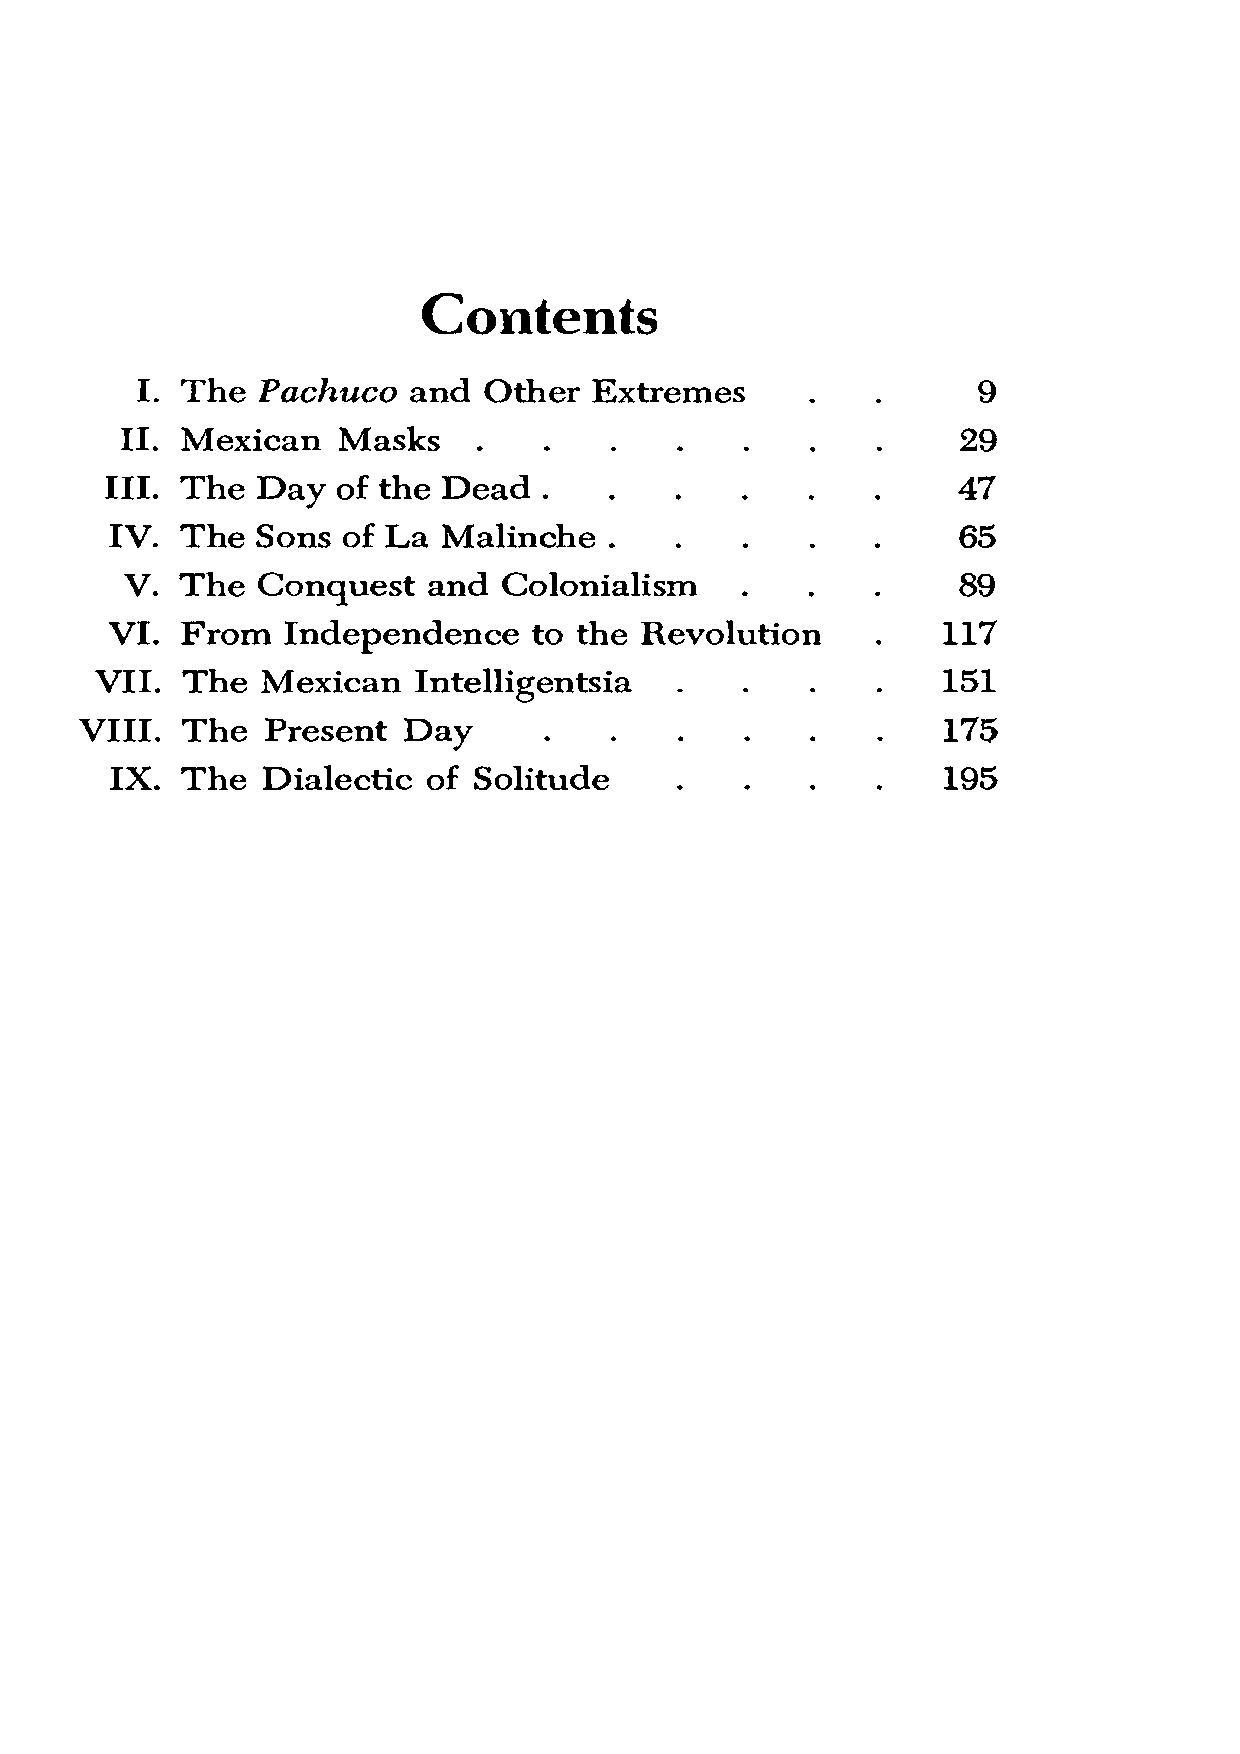 Contents
I. The Pachuco and Other Extremes . . 9
II. Mexican Masks . . . . . . . 29
III. The Day of the Dead . . . . . . 47
IV. The Sons of La Malinche . . . . . 65
V. The Conquest and Colonialism . . . 89
VI. From Independence to the Revolution . 117
VII. The Mexican Intelligentsia . . . . 151
VIII. The Present Day . . . . . . 175
IX. The Dialectic of Solitude . . . . 195